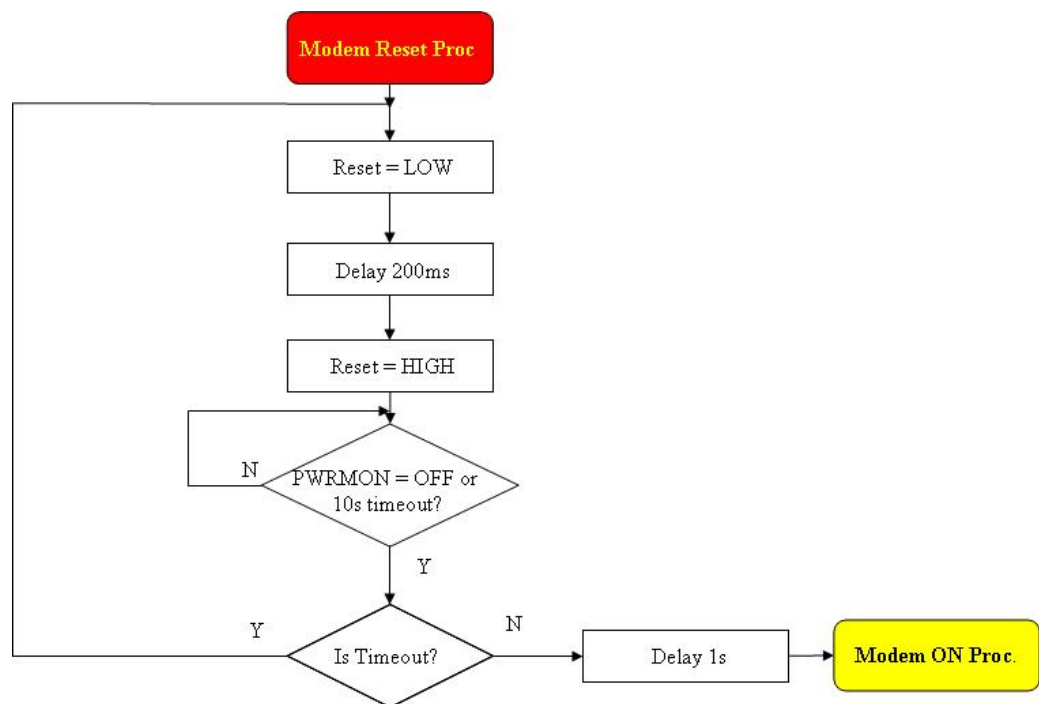 Modem Reset Proc
Reset = LOW
Delay 200ms
Reset = HIGH
N
PWRMON = OFF or
10s timeout?
Y
Y
Is Timeout?
N
Delay 1s
Modem ON Proc.